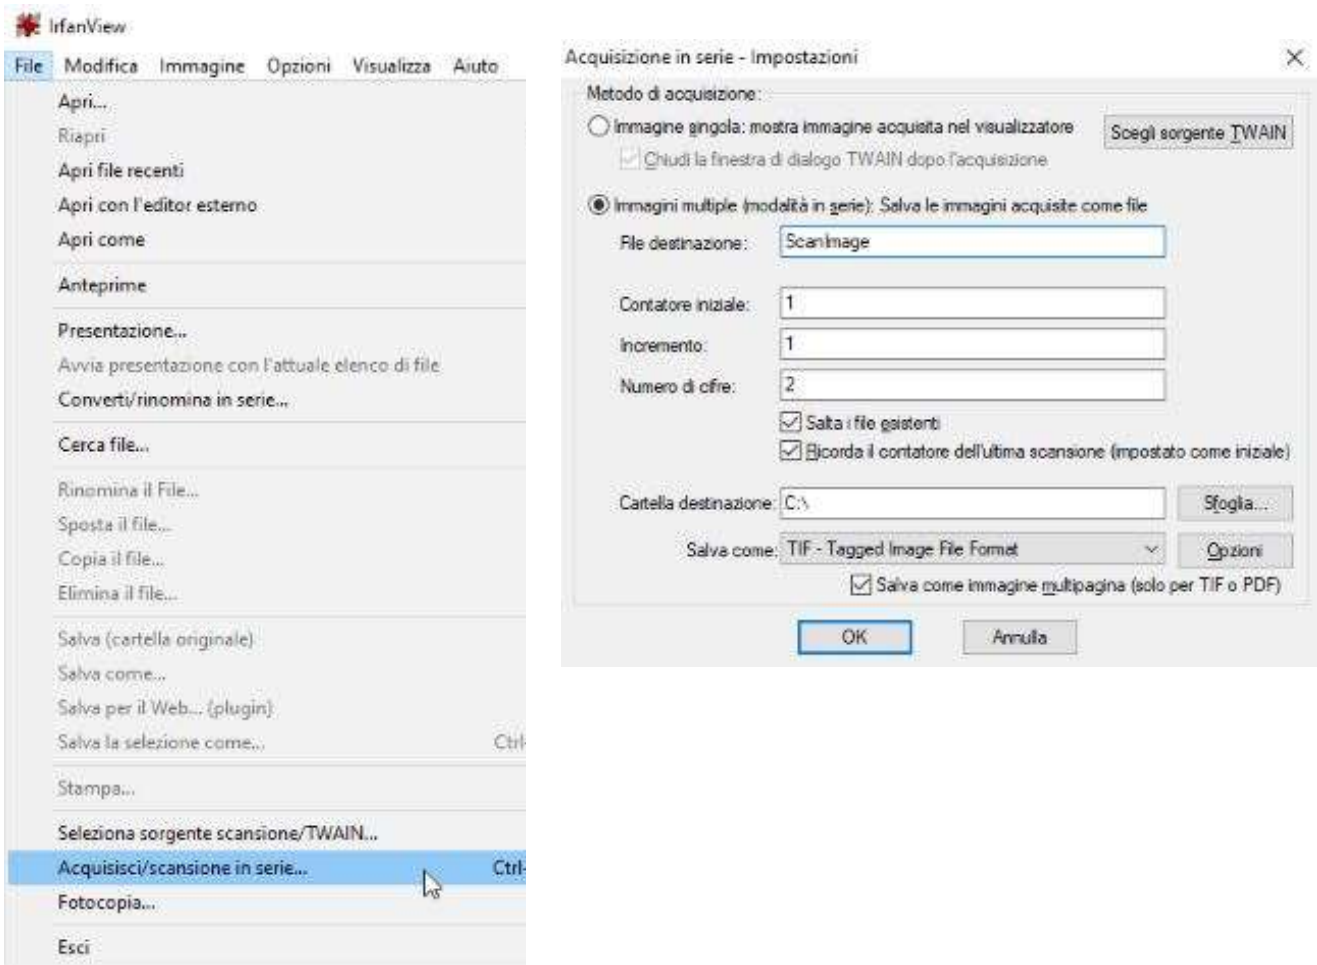 IrfanView
File Modifica Immagine Opzioni Visualizza Aiuto
Apri...
Riapri
Apri file recenti
Apri con l'editor esterno
Apri come
Anteprime
Presentazione...
Avvia presentazione con l'attuale elenco di file
Converti/rinomina in serie...
Cerca file...
Rinomina il File...
Sposta il file...
Copia il file...
Elimina il file...
Salva (cartella originale)
Salva come...
Salva per il Web... (plugin)
Salva la selezione come... Ctrl-
Stampa...
Seleziona sorgente scansione/TWAIN...
Acquisisci/scansione in serie... Ctrl-
Fotocopia...
Esci
Acquisizione in serie - Impostazioni
Metodo di acquisizione:
Immagine singola: mostra immagine acquisita nel visualizzatore
Scegli sorgente TWAIN
Chiudi la finestra di dialogo TWAIN dopo l'acquisizione
Immagini multiple (modalità in serie): Salva le immagini acquisite come file
File destinazione: ScanImage
Contatore iniziale: 1
Incremento: 1
Numero di cifre: 2
Salta i file esistenti
Ricorda il contatore dell'ultima scansione (impostato come iniziale)
Cartella destinazione: C:\ Sfoglia...
Salva come: TIF - Tagged Image File Format Opzioni
Salva come immagine multipagina (solo per TIF o PDF)
OK Annulla